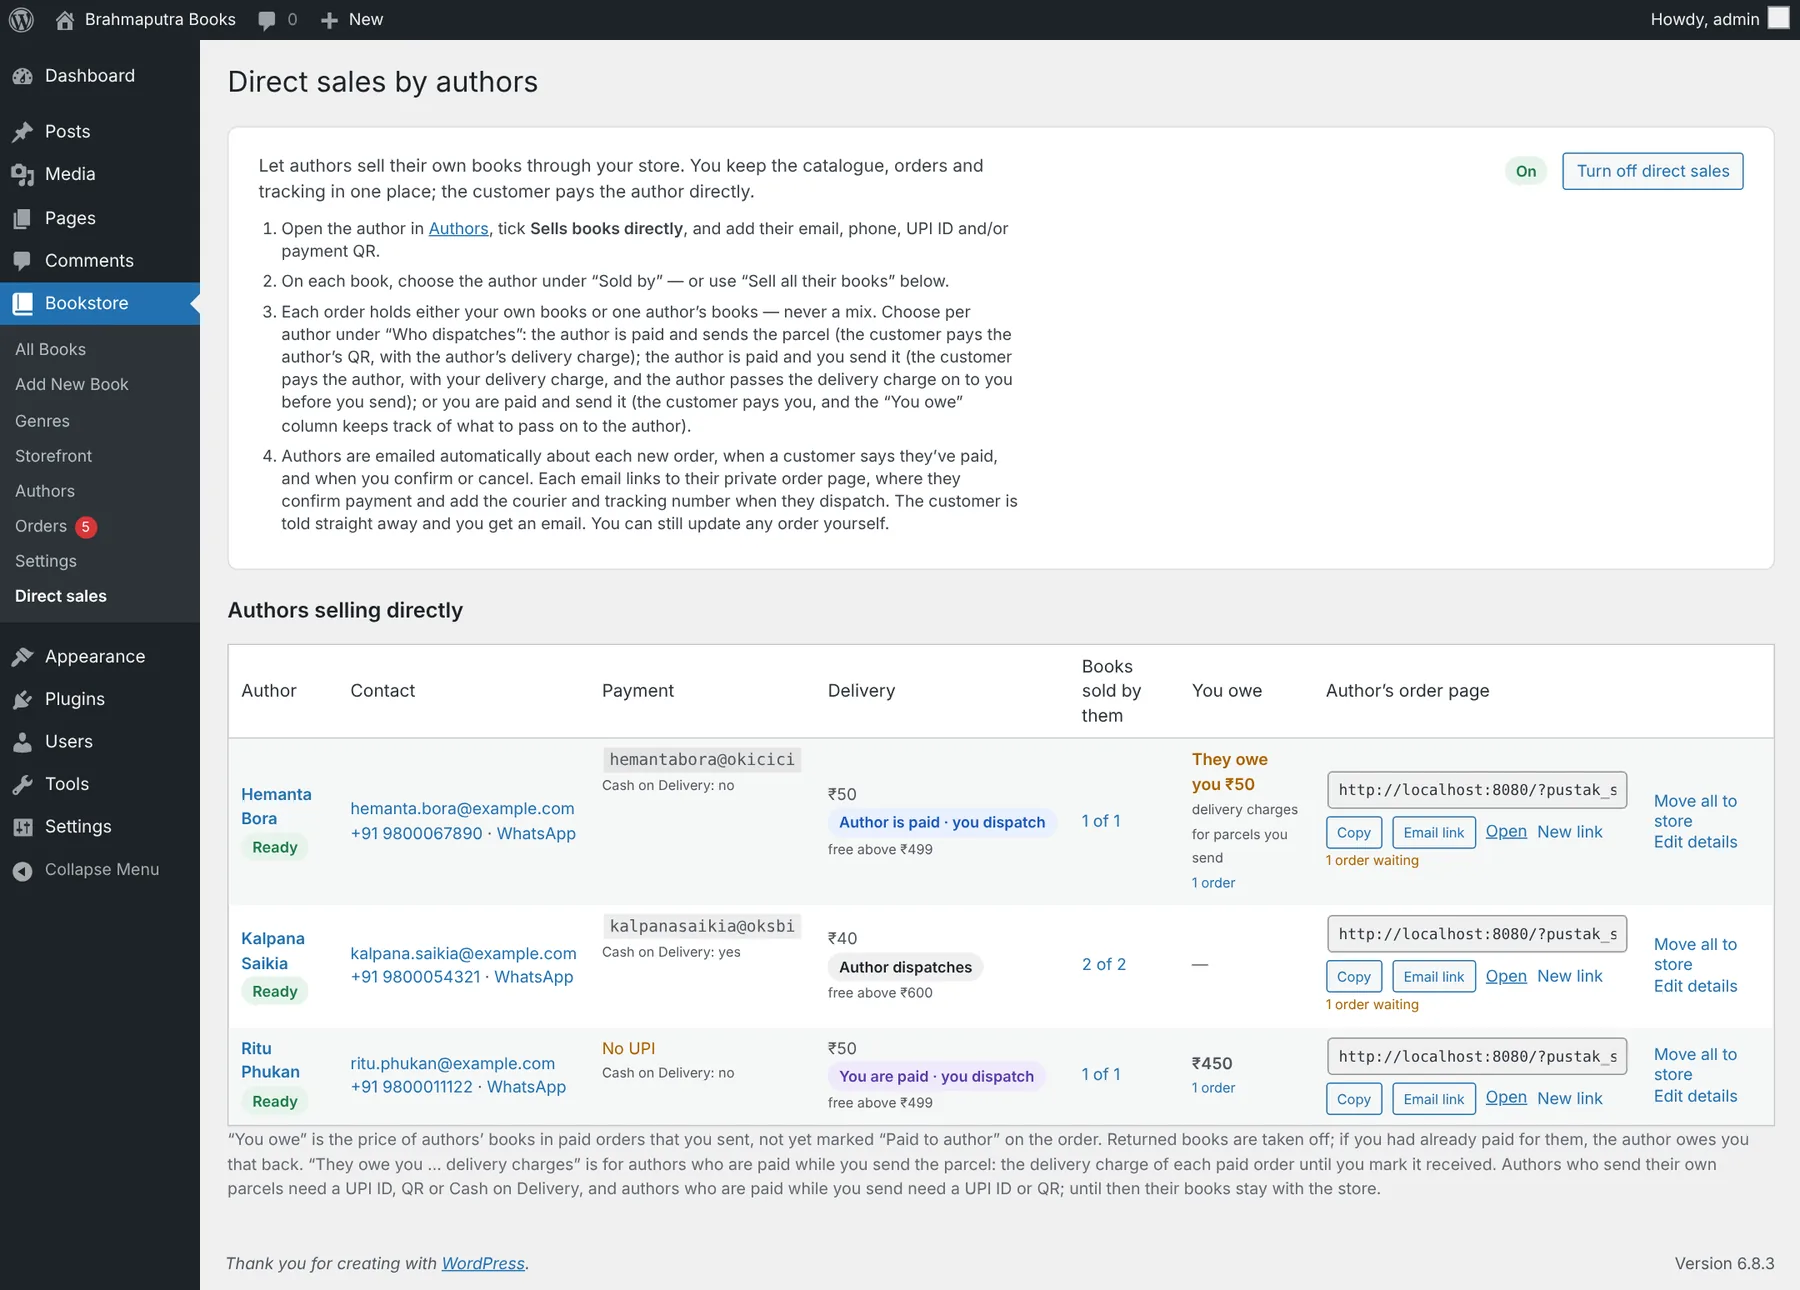 Brahmaputra Books
0
New
Howdy, admin
Dashboard
Posts
Media
Pages
Comments
Bookstore
All Books
Add New Book
Genres
Storefront
Authors
Orders 5
Settings
Direct sales
Appearance
Plugins
Users
Tools
Settings
Collapse Menu
Direct sales by authors
Let authors sell their own books through your store. You keep the catalogue, orders and
tracking in one place; the customer pays the author directly.
On
Turn off direct sales
1. Open the author in Authors, tick Sells books directly, and add their email, phone, UPI ID and/or
payment QR.
2. On each book, choose the author under “Sold by” — or use “Sell all their books” below.
3. Each order holds either your own books or one author’s books — never a mix. Choose per
author under “Who dispatches”: the author is paid and sends the parcel (the customer pays the
author’s QR, with the author’s delivery charge); the author is paid and you send it (the customer
pays the author, with your delivery charge, and the author passes the delivery charge on to you
before you send); or you are paid and send it (the customer pays you, and the “You owe”
column keeps track of what to pass on to the author).
4. Authors are emailed automatically about each new order, when a customer says they’ve paid,
and when you confirm or cancel. Each email links to their private order page, where they
confirm payment and add the courier and tracking number when they dispatch. The customer is
told straight away and you get an email. You can still update any order yourself.
Authors selling directly
Author
Contact
Payment
Delivery
Books
sold by
them
You owe
Author’s order page
Hemanta
Bora
Ready
hemanta.bora@example.com
+91 9800067890 · WhatsApp
hemantabora@okicici
Cash on Delivery: no
₹50
Author is paid · you dispatch
free above ₹499
1 of 1
They owe
you ₹50
delivery charges
for parcels you
send
1 order
http://localhost:8080/?pustak_s
Copy
Email link
Open
New link
1 order waiting
Move all to
store
Edit details
Kalpana
Saikia
Ready
kalpana.saikia@example.com
+91 9800054321 · WhatsApp
kalpanasaikia@oksbi
Cash on Delivery: yes
₹40
Author dispatches
free above ₹600
2 of 2
—
http://localhost:8080/?pustak_s
Copy
Email link
Open
New link
1 order waiting
Move all to
store
Edit details
Ritu
Phukan
Ready
ritu.phukan@example.com
+91 9800011122 · WhatsApp
No UPI
Cash on Delivery: no
₹50
You are paid · you dispatch
free above ₹499
1 of 1
₹450
1 order
http://localhost:8080/?pustak_s
Copy
Email link
Open
New link
Move all to
store
Edit details
“You owe” is the price of authors’ books in paid orders that you sent, not yet marked “Paid to author” on the order. Returned books are taken off; if you had already paid for them, the author owes you
that back. “They owe you … delivery charges” is for authors who are paid while you send the parcel: the delivery charge of each paid order until you mark it received. Authors who send their own
parcels need a UPI ID, QR or Cash on Delivery, and authors who are paid while you send need a UPI ID or QR; until then their books stay with the store.
Thank you for creating with WordPress.
Version 6.8.3